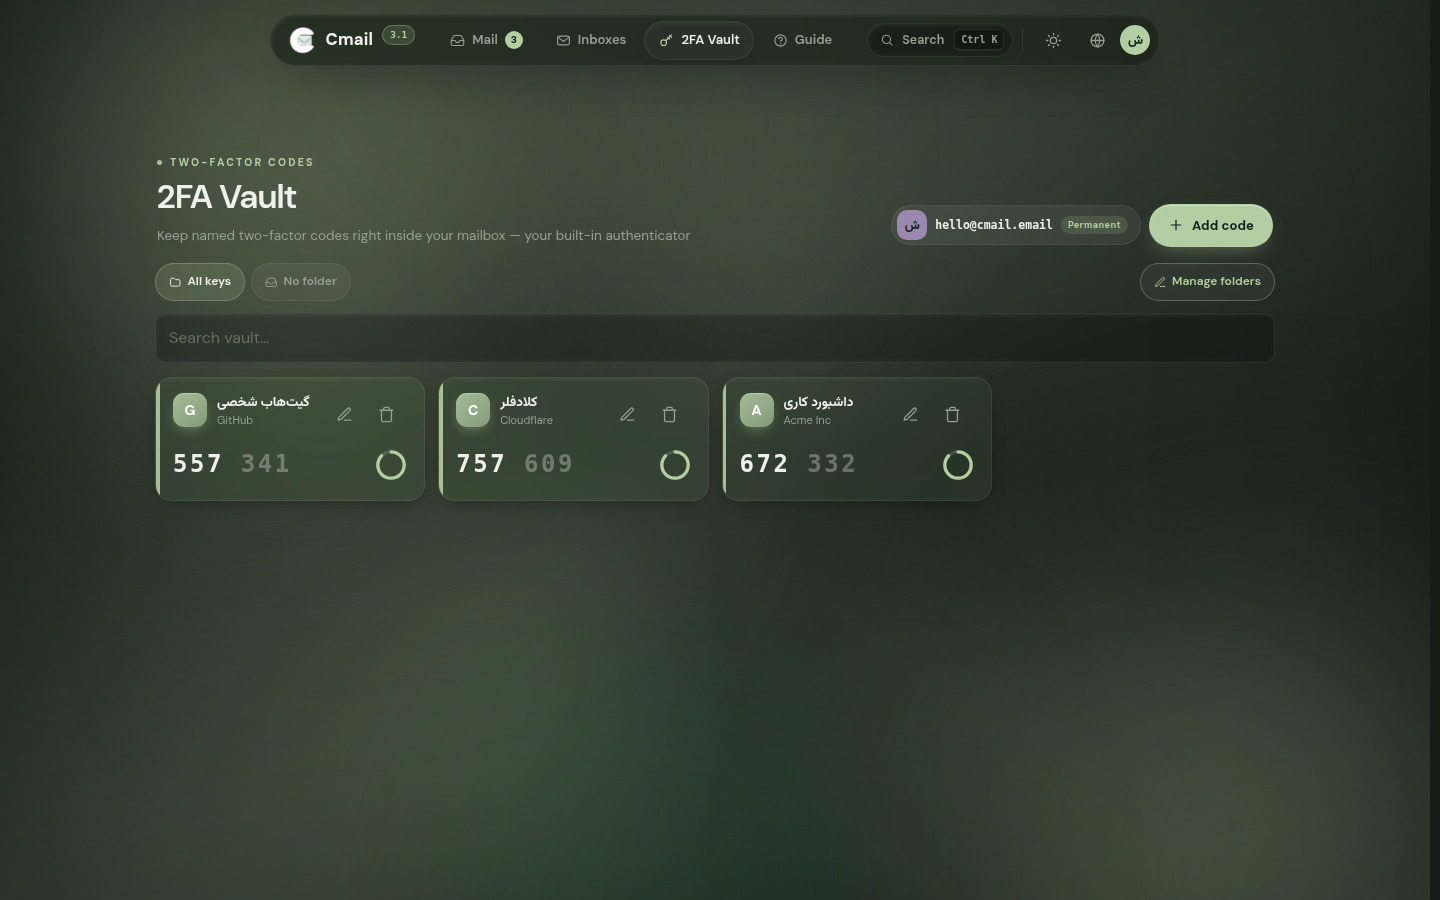 Cmail 3.1 Mail 3 Inboxes 2FA Vault Guide Search Ctrl K ش
TWO-FACTOR CODES
2FA Vault
Keep named two-factor codes right inside your mailbox — your built-in authenticator
ش hello@cmail.email Permanent Add code
All keys No folder Manage folders
Search vault...
G گیت‌هاب شخصی
GitHub
557 341
C کلادفلر
Cloudflare
757 609
A داشبورد کاری
Acme Inc
672 332